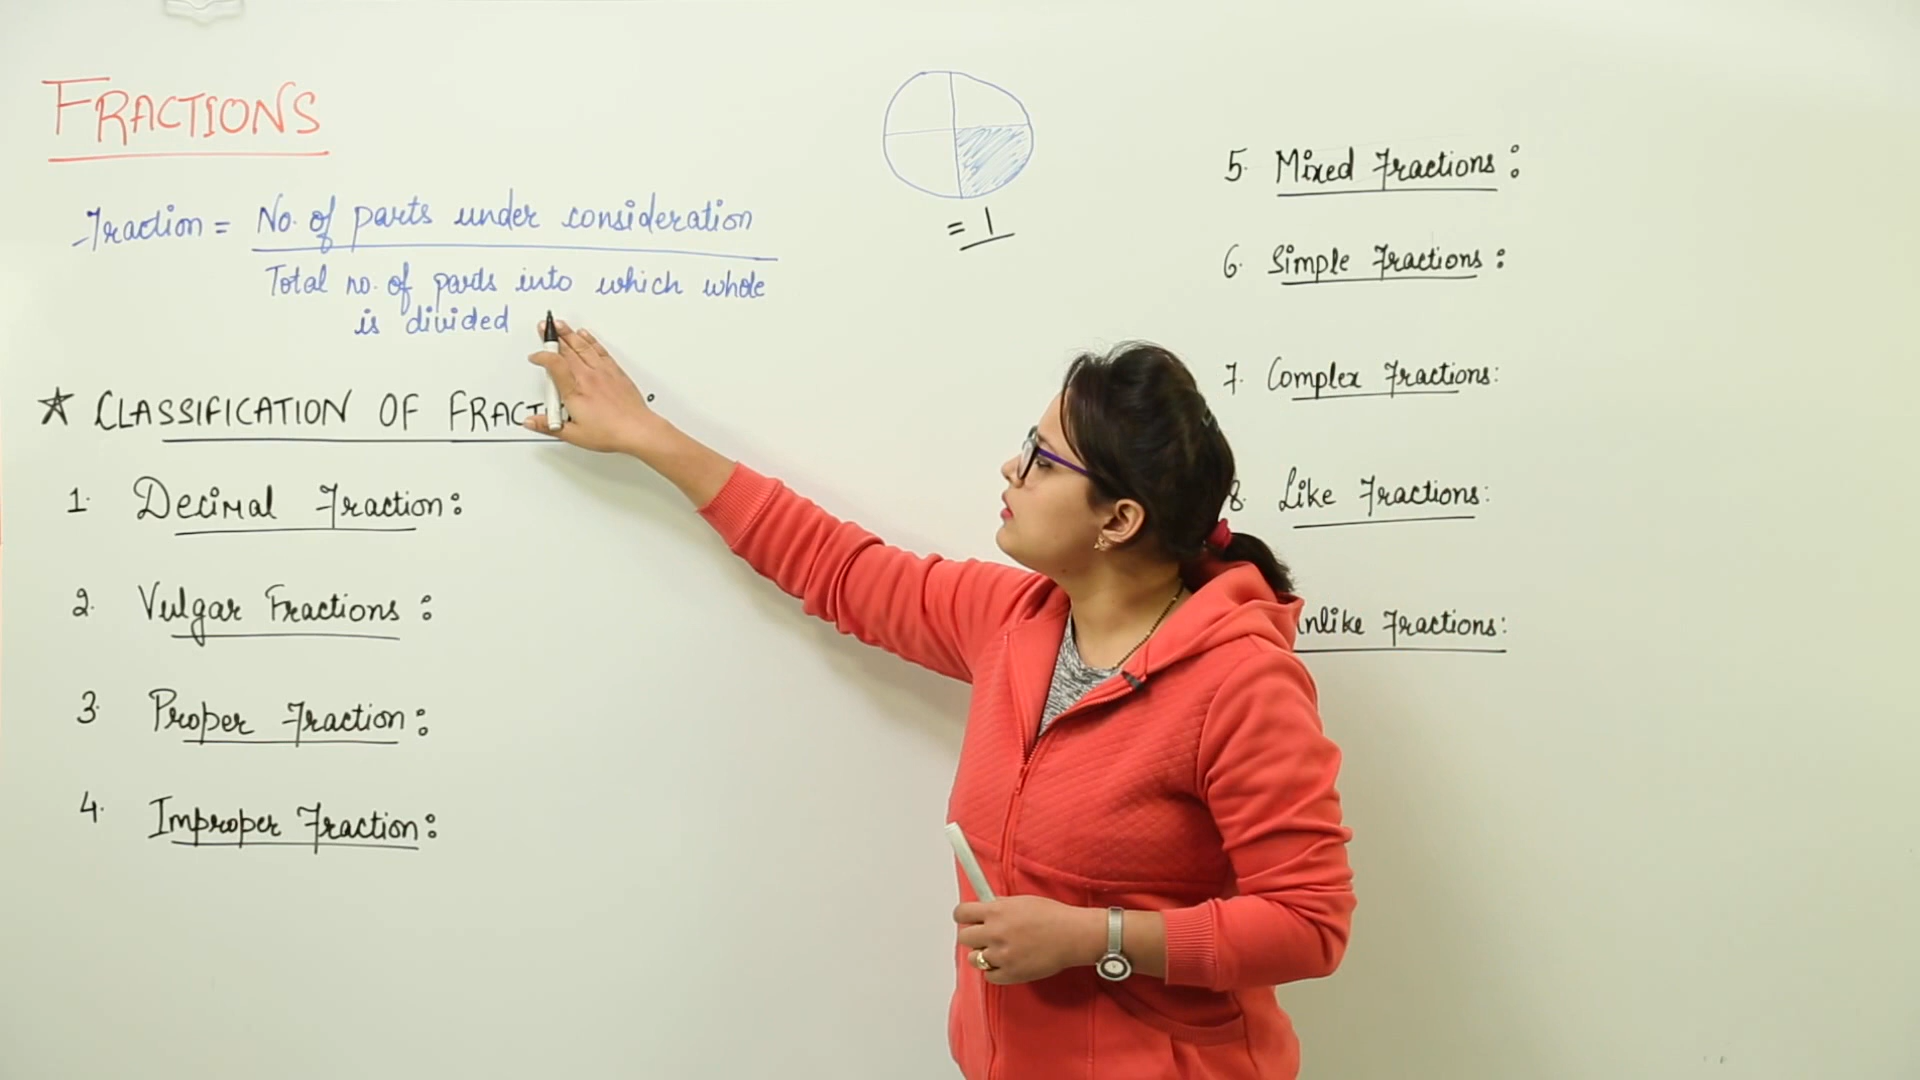 FRACTIONS
Fraction = No. of parts under consideration
Total no. of parts into which whole
is divided
= 1
★ CLASSIFICATION OF FRACTI :
1. Decimal Fraction:
2. Vulgar Fractions:
3. Proper Fraction:
4. Improper Fraction:
5. Mixed Fractions:
6. Simple Fractions:
7. Complex Fractions:
8. Like Fractions:
nlike Fractions: